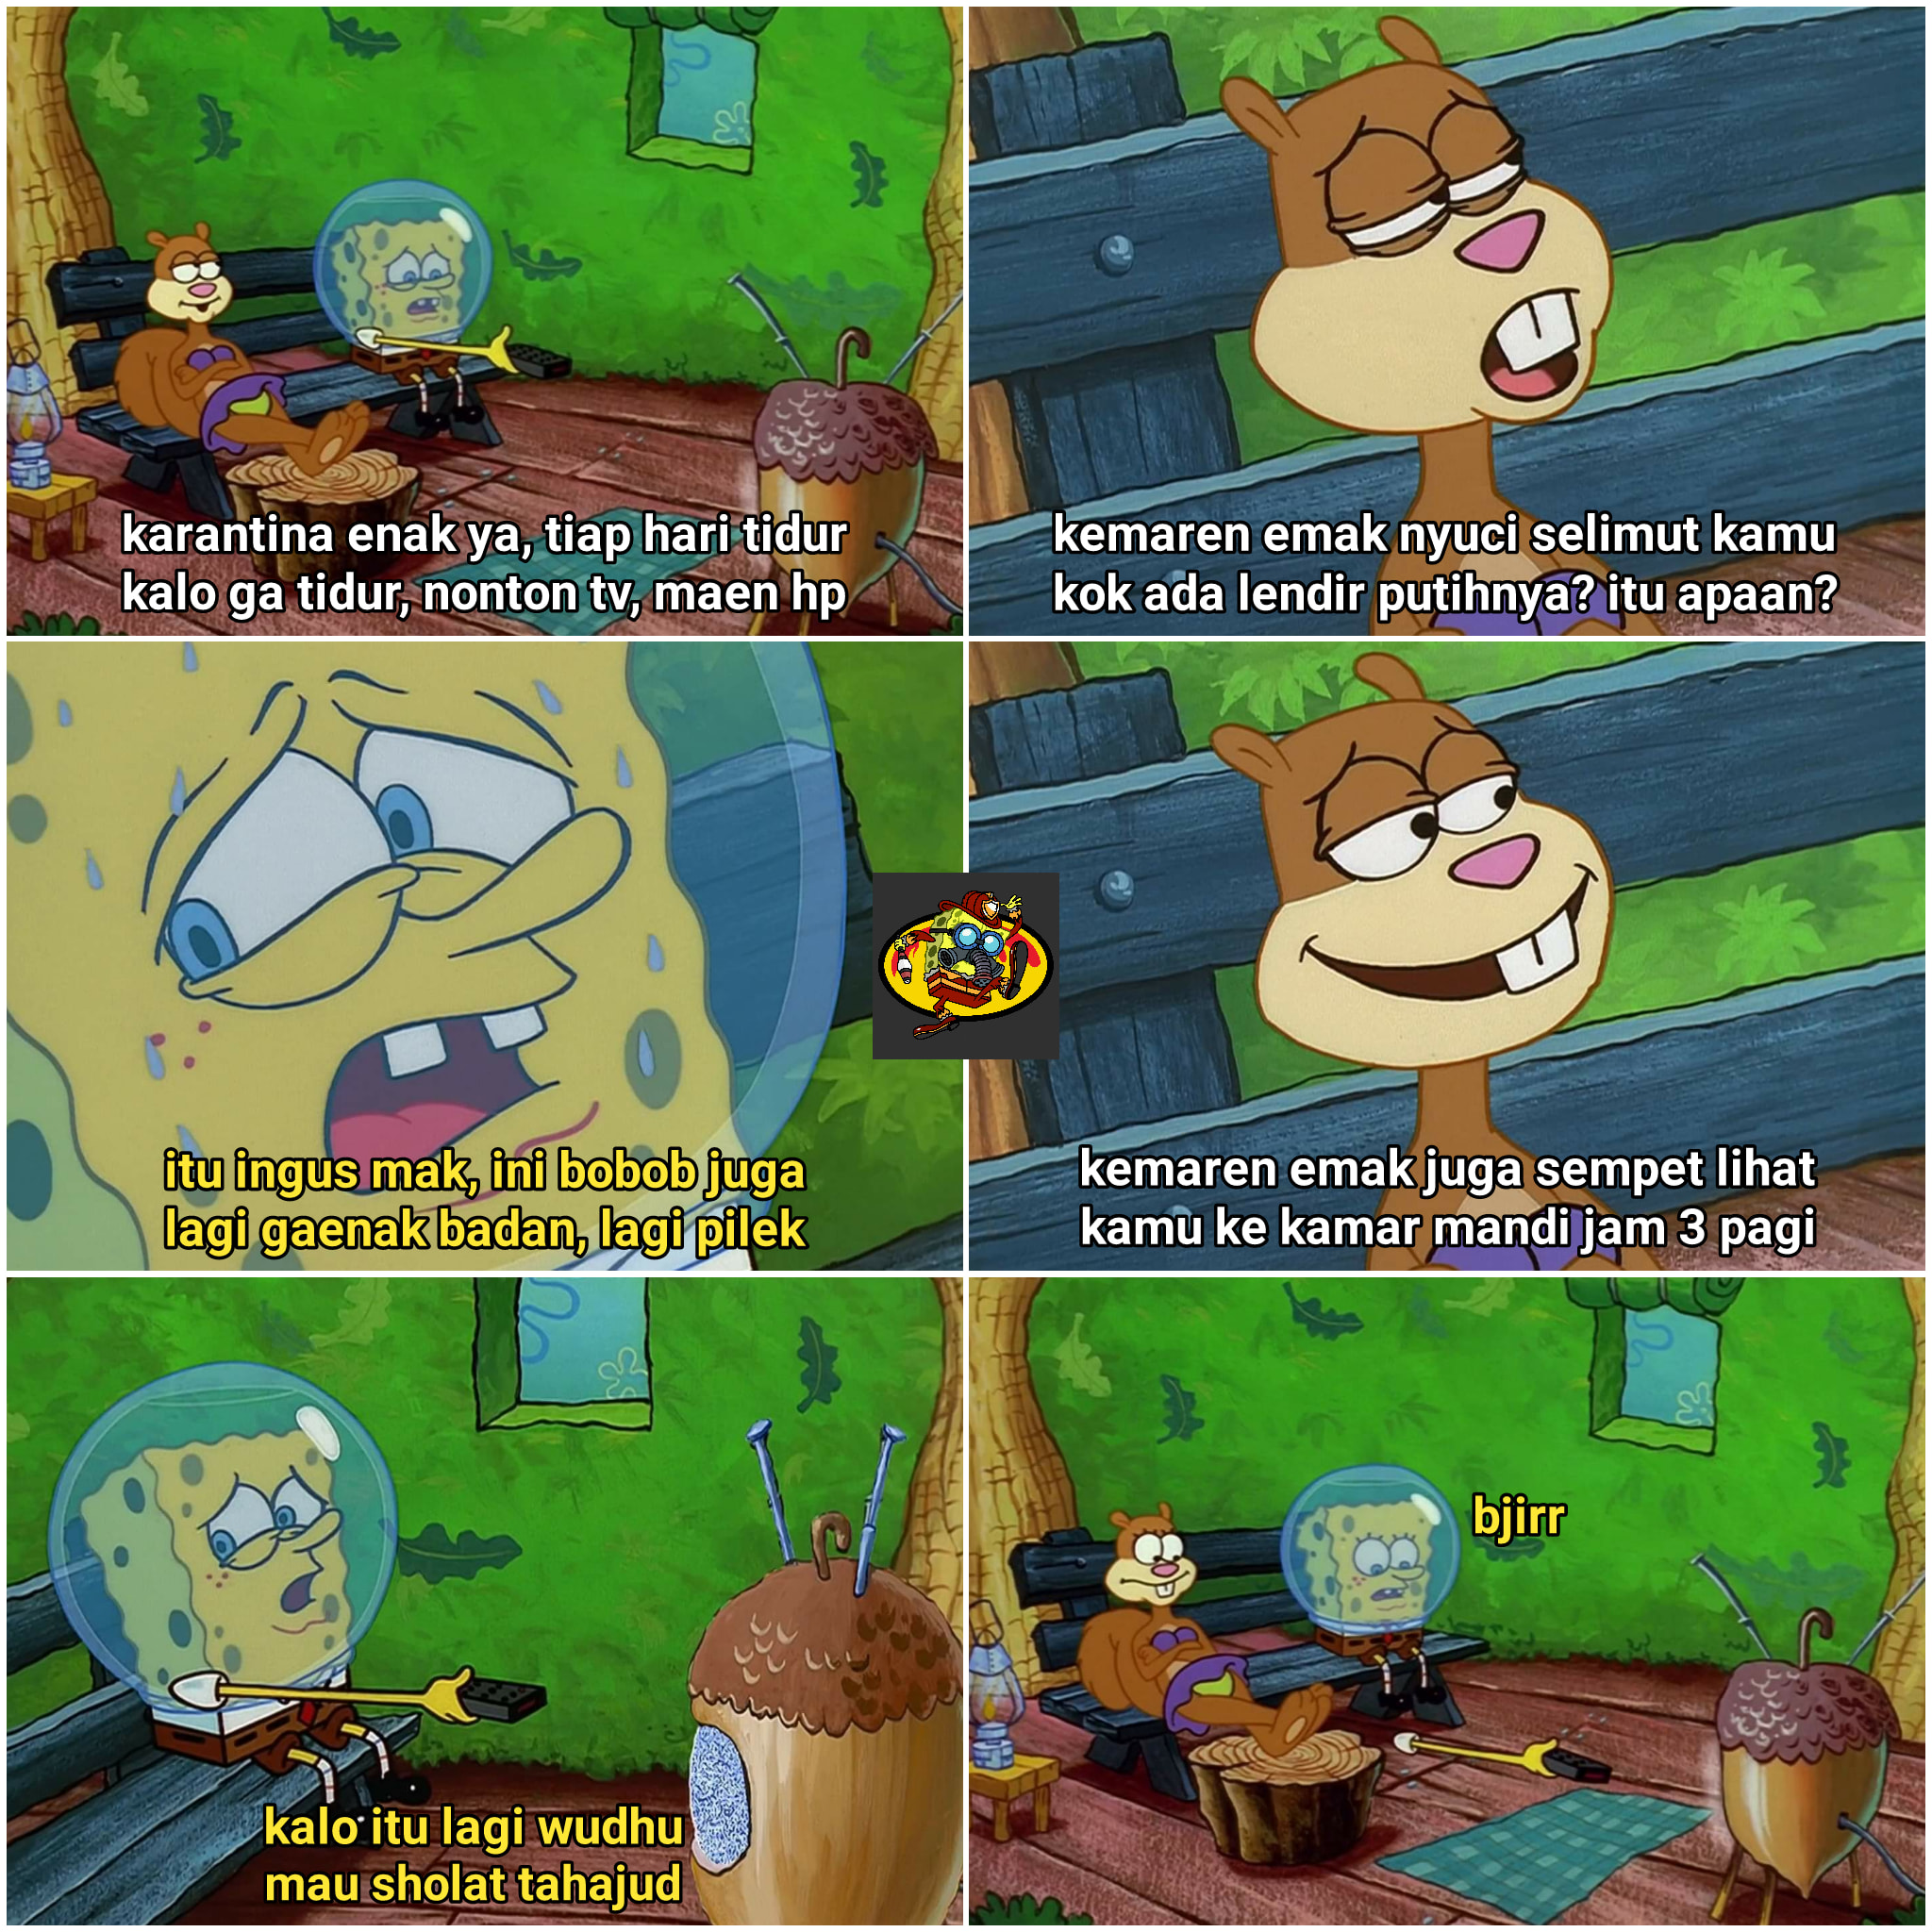 karantina enak ya, tiap hari tidur
kalo ga tidur, nonton tv, maen hp
kemaren emak nyuci selimut kamu
kok ada lendir putihnya? itu apaan?
itu ingus mak, ini bobob juga
lagi gaenak badan, lagi pilek
kemaren emak juga sempet lihat
kamu ke kamar mandi jam 3 pagi
kalo itu lagi wudhu
mau sholat tahajud
bjirr